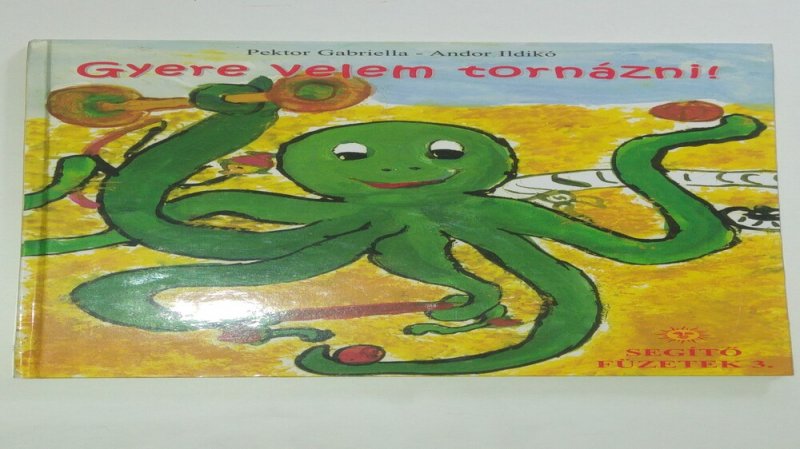 Pektor Gabriella - Andor Ildikó
Gyere velem tornázni!
SEGÍTŐ
FÜZETEK 3.